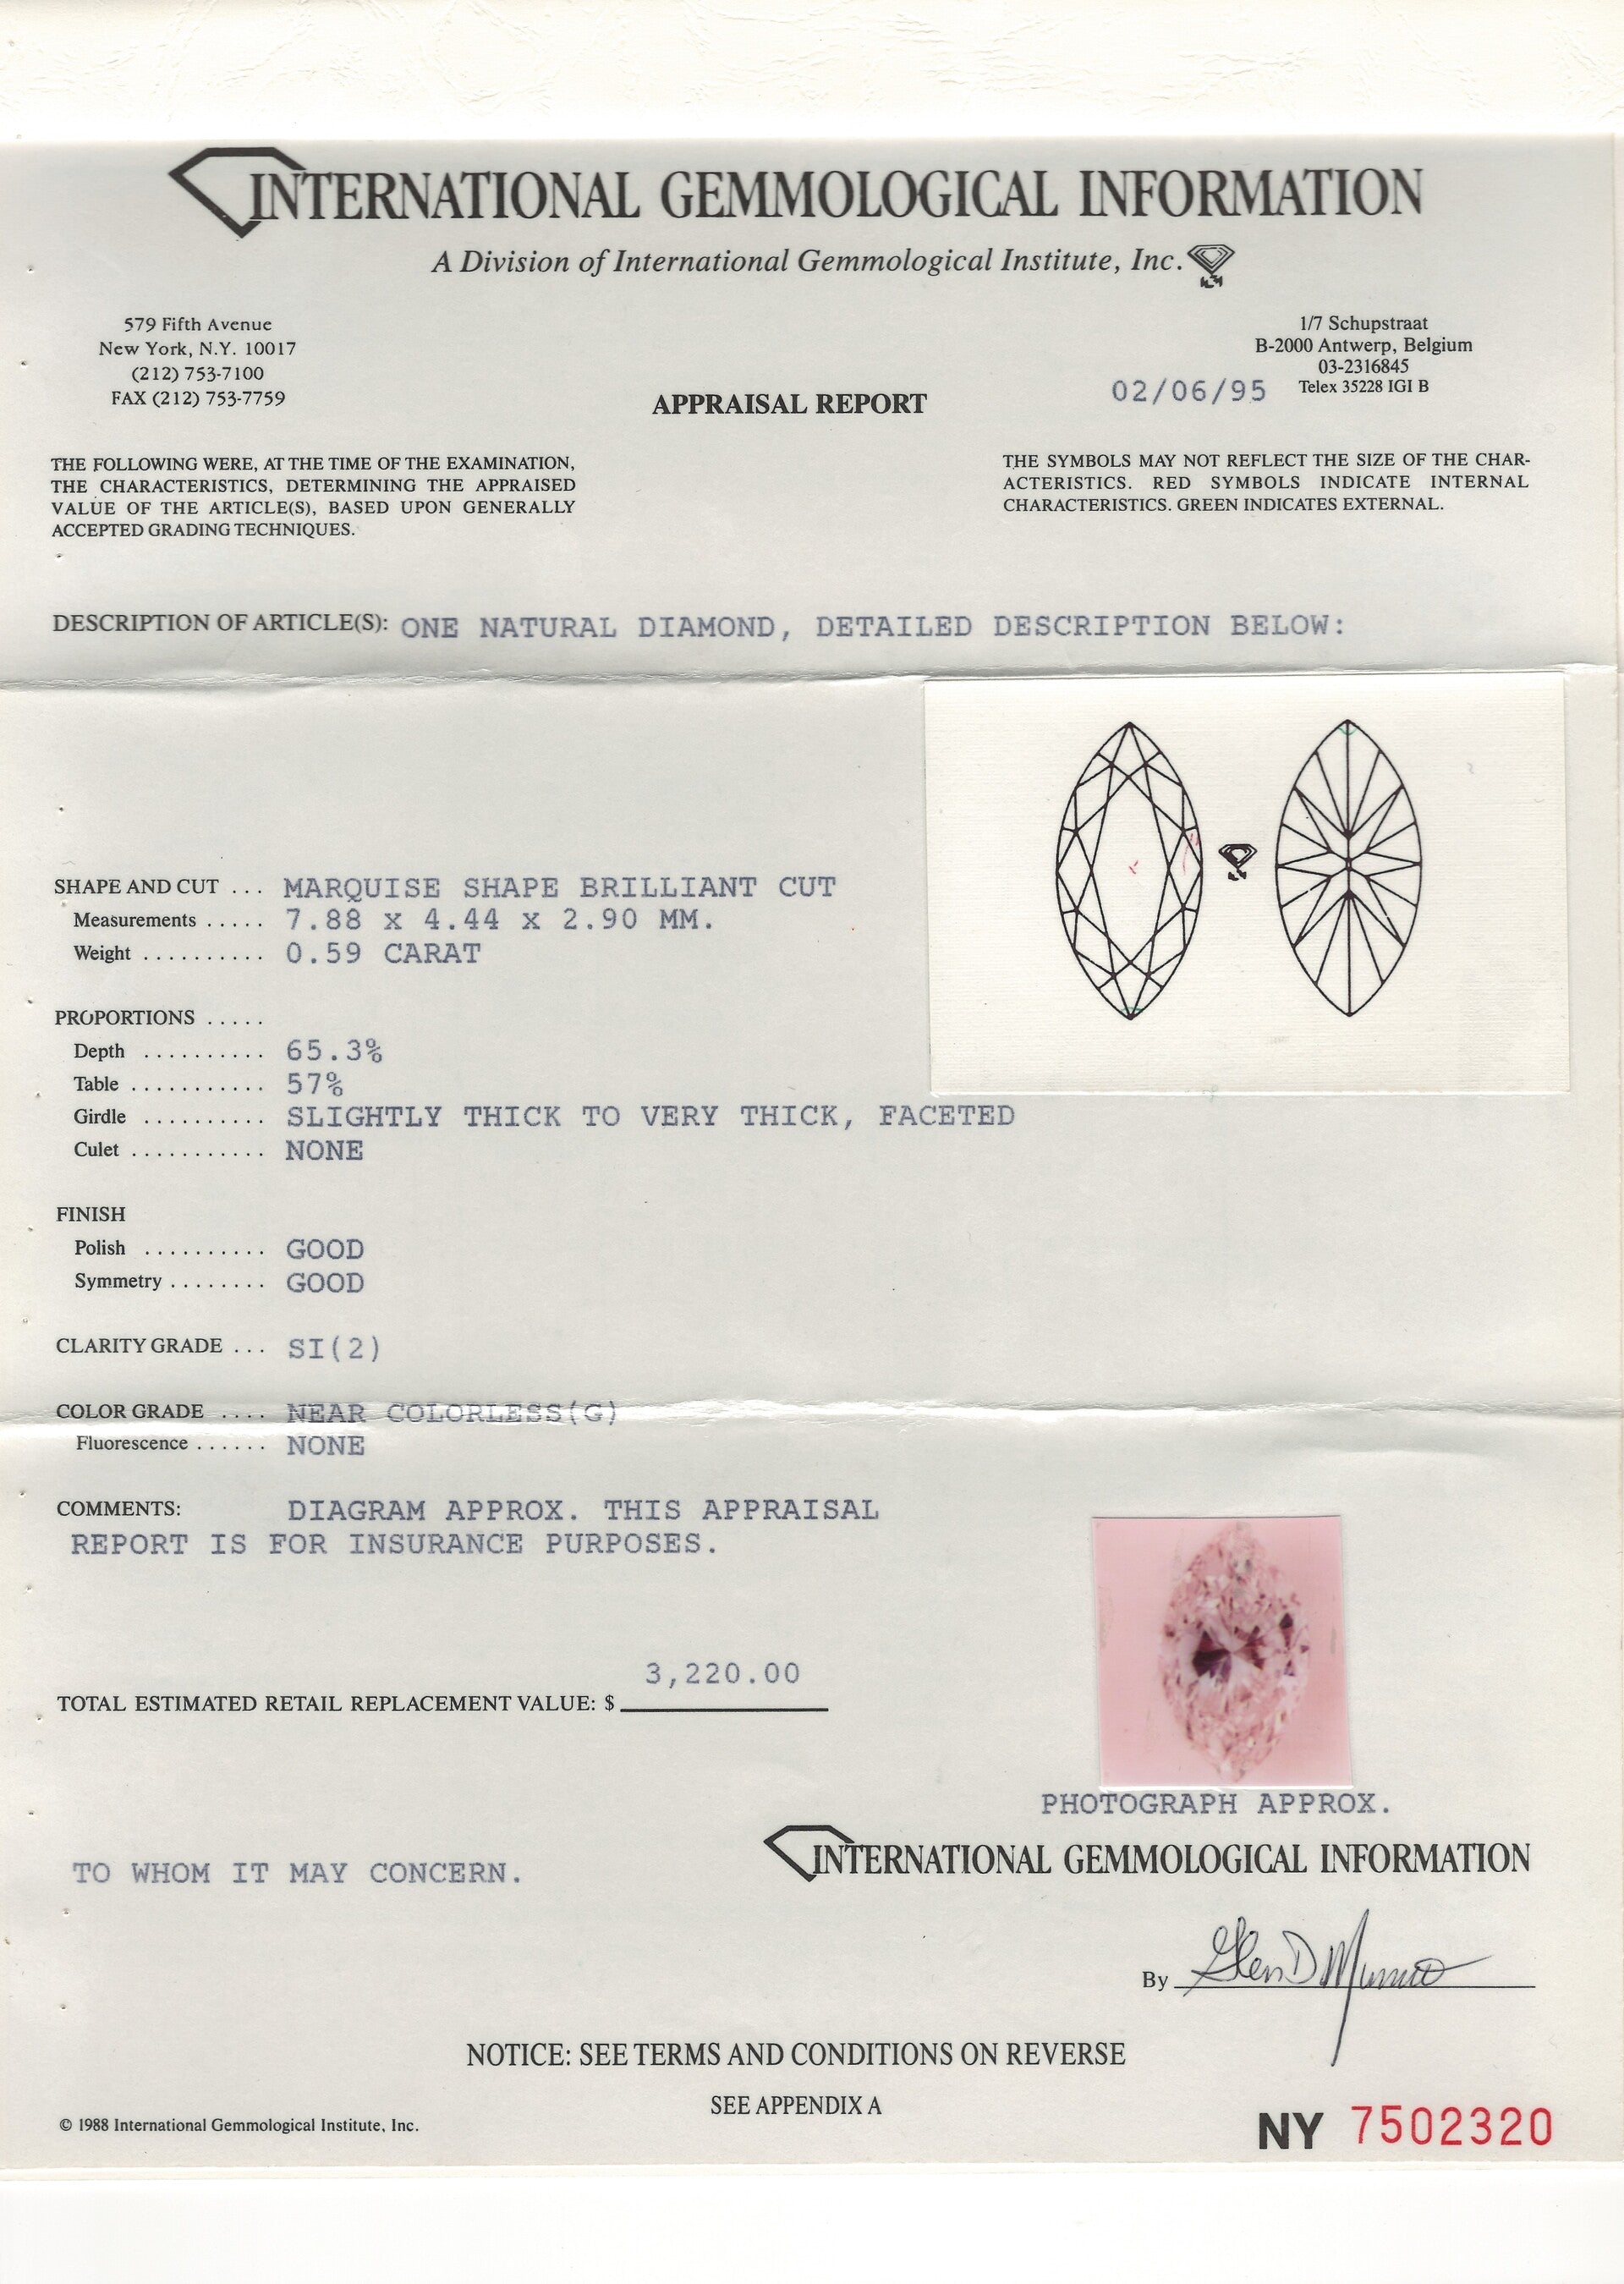 INTERNATIONAL GEMMOLOGICAL INFORMATION
A Division of International Gemmological Institute, Inc.
579 Fifth Avenue
New York, N.Y. 10017
(212) 753-7100
FAX (212) 753-7759
1/7 Schupstraat
B-2000 Antwerp, Belgium
03-2316845
Telex 35228 IGI B
02/06/95
APPRAISAL REPORT
THE FOLLOWING WERE, AT THE TIME OF THE EXAMINATION,
THE CHARACTERISTICS, DETERMINING THE APPRAISED
VALUE OF THE ARTICLE(S), BASED UPON GENERALLY
ACCEPTED GRADING TECHNIQUES.
THE SYMBOLS MAY NOT REFLECT THE SIZE OF THE CHAR-
ACTERISTICS. RED SYMBOLS INDICATE INTERNAL
CHARACTERISTICS. GREEN INDICATES EXTERNAL.
DESCRIPTION OF ARTICLE(S): ONE NATURAL DIAMOND, DETAILED DESCRIPTION BELOW:
SHAPE AND CUT ... MARQUISE SHAPE BRILLIANT CUT
Measurements ..... 7.88 x 4.44 x 2.90 MM.
Weight .......... 0.59 CARAT
PROPORTIONS .....
Depth .......... 65.3%
Table ........... 57%
Girdle .......... SLIGHTLY THICK TO VERY THICK, FACETED
Culet ........... NONE
FINISH
Polish .......... GOOD
Symmetry ........ GOOD
CLARITY GRADE ... SI(2)
COLOR GRADE .... NEAR COLORLESS(G)
Fluorescence ...... NONE
COMMENTS: DIAGRAM APPROX. THIS APPRAISAL
REPORT IS FOR INSURANCE PURPOSES.
3,220.00
TOTAL ESTIMATED RETAIL REPLACEMENT VALUE: $
PHOTOGRAPH APPROX.
INTERNATIONAL GEMMOLOGICAL INFORMATION
TO WHOM IT MAY CONCERN.
By
NOTICE: SEE TERMS AND CONDITIONS ON REVERSE
SEE APPENDIX A
© 1988 International Gemmological Institute, Inc.
NY 7502320